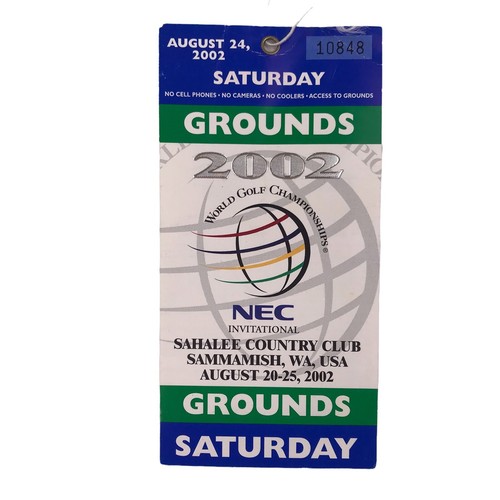 AUGUST 24,
2002
10848
SATURDAY
NO CELL PHONES • NO CAMERAS • NO COOLERS • ACCESS TO GROUNDS
GROUNDS
2002
WORLD GOLF CHAMPIONSHIPS®
NEC
INVITATIONAL
SAHALEE COUNTRY CLUB
SAMMAMISH, WA, USA
AUGUST 20-25, 2002
GROUNDS
SATURDAY